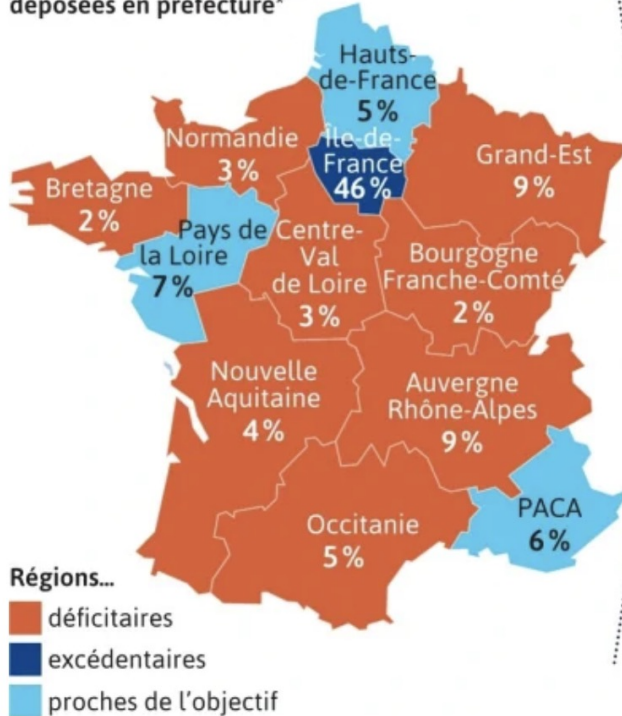 déposées en préfecture*
Hauts-
de-France
5 %
Normandie
3 %
Île-de-
France
46 %
Grand-Est
9 %
Bretagne
2 %
Pays de
la Loire
7 %
Centre-
Val
de Loire
3 %
Bourgogne
Franche-Comté
2 %
Nouvelle
Aquitaine
4 %
Auvergne
Rhône-Alpes
9 %
Occitanie
5 %
PACA
6 %
Régions...
déficitaires
excédentaires
proches de l'objectif